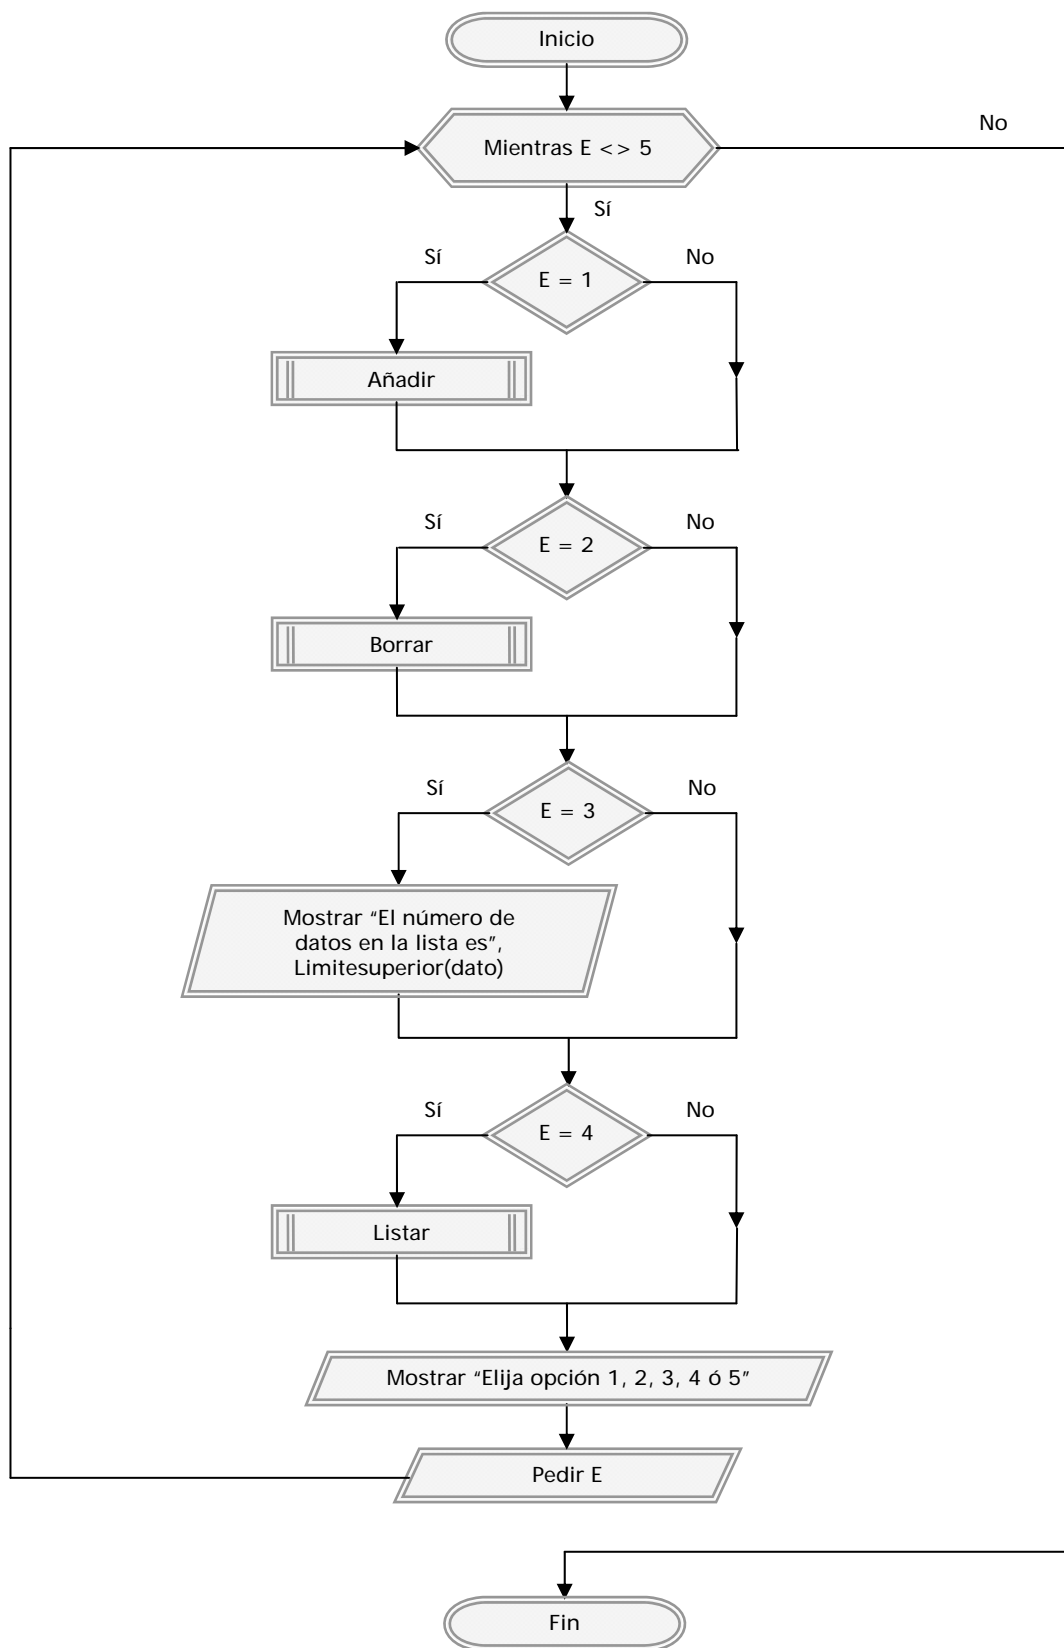 Inicio
No
Mientras E <> 5
Sí
Sí
No
E = 1
Añadir
Sí
No
E = 2
Borrar
Sí
No
E = 3
Mostrar “El número de
datos en la lista es”,
Limitesuperior(dato)
Sí
No
E = 4
Listar
Mostrar “Elija opción 1, 2, 3, 4 ó 5”
Pedir E
Fin